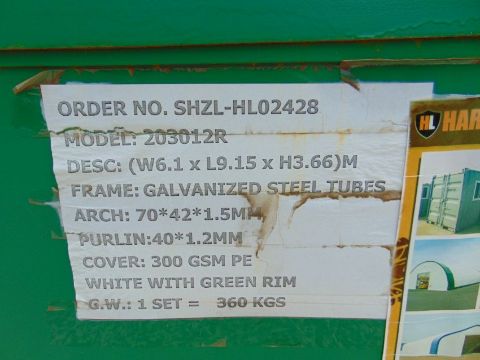 ORDER NO. SHZL-HL02428
MODEL: 203012R
DESC: (W6.1 x L9.15 x H3.66)M
FRAME: GALVANIZED STEEL TUBES
ARCH: 70*42*1.5MM
PURLIN:40*1.2MM
COVER: 300 GSM PE
WHITE WITH GREEN RIM
G.W.: 1 SET = 360 KGS
HL HAR